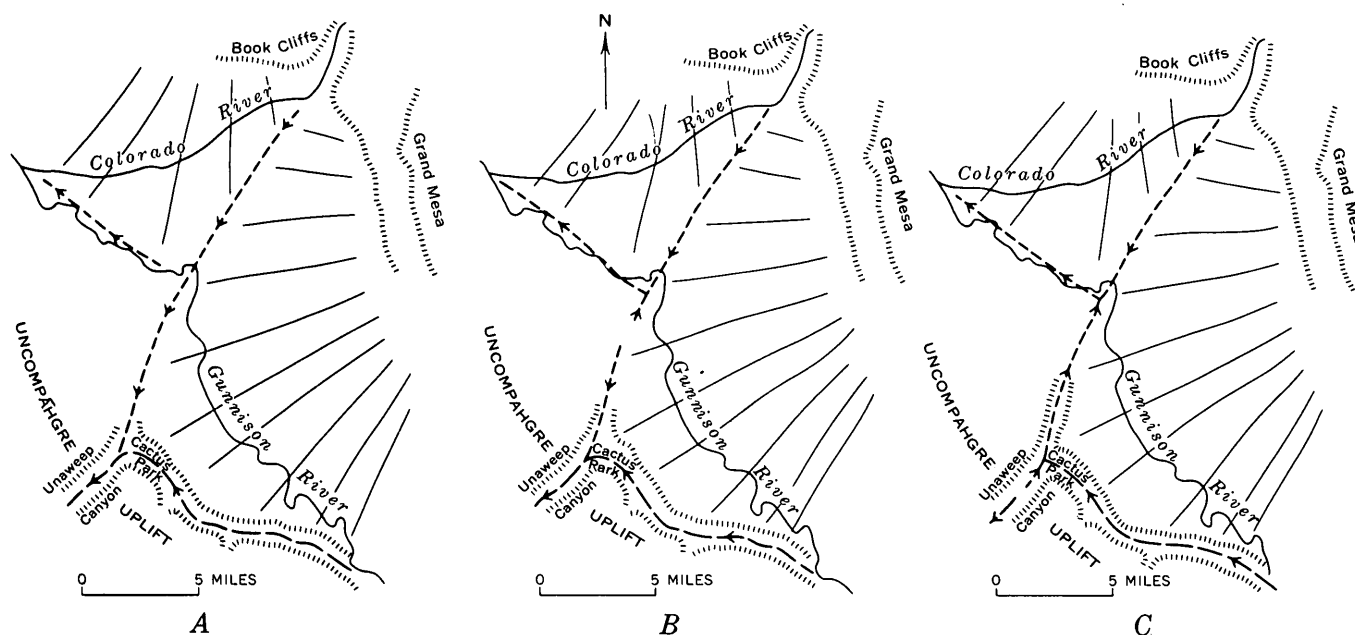 Book Cliffs
Colorado River
Grand Mesa
UNCOMPAHGRE
Gunnison River
Unaweep
Canyon
Cactus
Park
UPLIFT
0 5 MILES
A
N
Book Cliffs
Colorado River
Grand Mesa
UNCOMPAHGRE
Gunnison River
Unaweep
Canyon
Cactus
Park
UPLIFT
0 5 MILES
B
Book Cliffs
Colorado River
Grand Mesa
UNCOMPAHGRE
Gunnison River
Unaweep
Canyon
Cactus
Park
UPLIFT
0 5 MILES
C